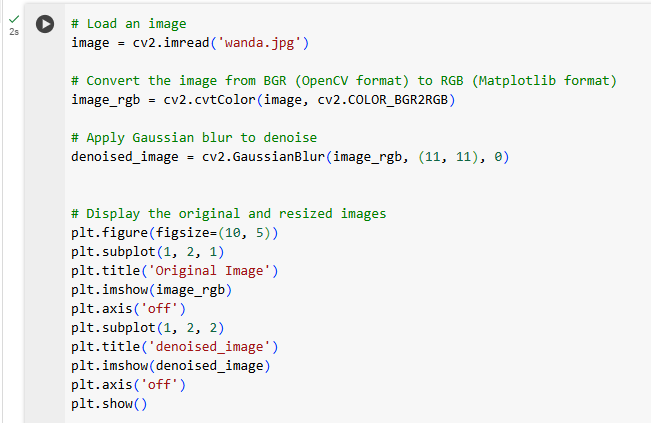 2s
# Load an image
image = cv2.imread('wanda.jpg')
# Convert the image from BGR (OpenCV format) to RGB (Matplotlib format)
image_rgb = cv2.cvtColor(image, cv2.COLOR_BGR2RGB)
# Apply Gaussian blur to denoise
denoised_image = cv2.GaussianBlur(image_rgb, (11, 11), 0)
# Display the original and resized images
plt.figure(figsize=(10, 5))
plt.subplot(1, 2, 1)
plt.title('Original Image')
plt.imshow(image_rgb)
plt.axis('off')
plt.subplot(1, 2, 2)
plt.title('denoised_image')
plt.imshow(denoised_image)
plt.axis('off')
plt.show()